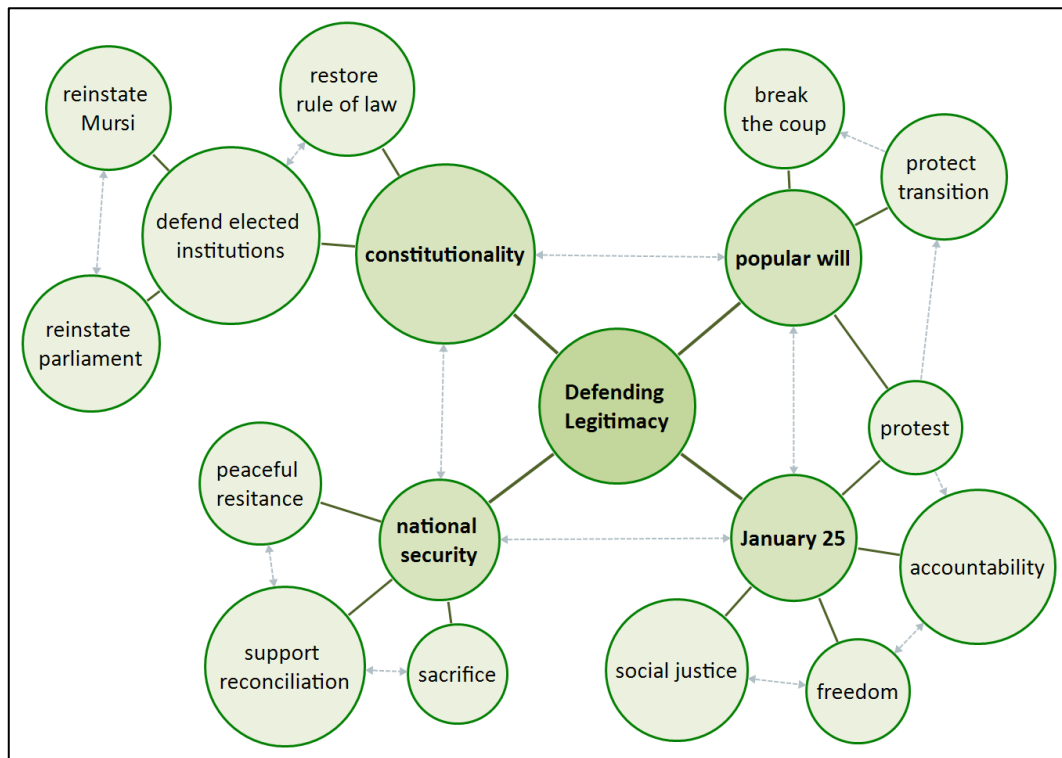 reinstate
Mursi
restore
rule of law
break
the coup
protect
transition
defend elected
institutions
constitutionality
popular will
reinstate
parliament
Defending
Legitimacy
protest
peaceful
resitance
national
security
January 25
accountability
support
reconciliation
sacrifice
social justice
freedom